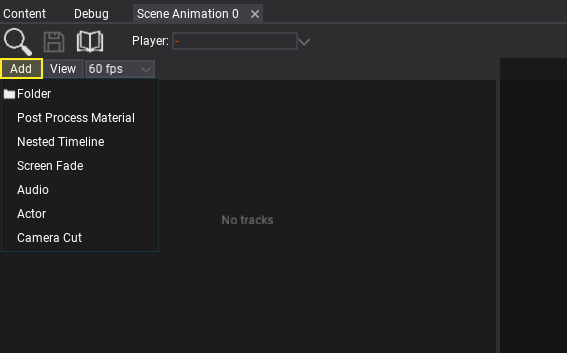 Content Debug Scene Animation 0
Player: -
Add View 60 fps
Folder
Post Process Material
Nested Timeline
Screen Fade
Audio
Actor
No tracks
Camera Cut